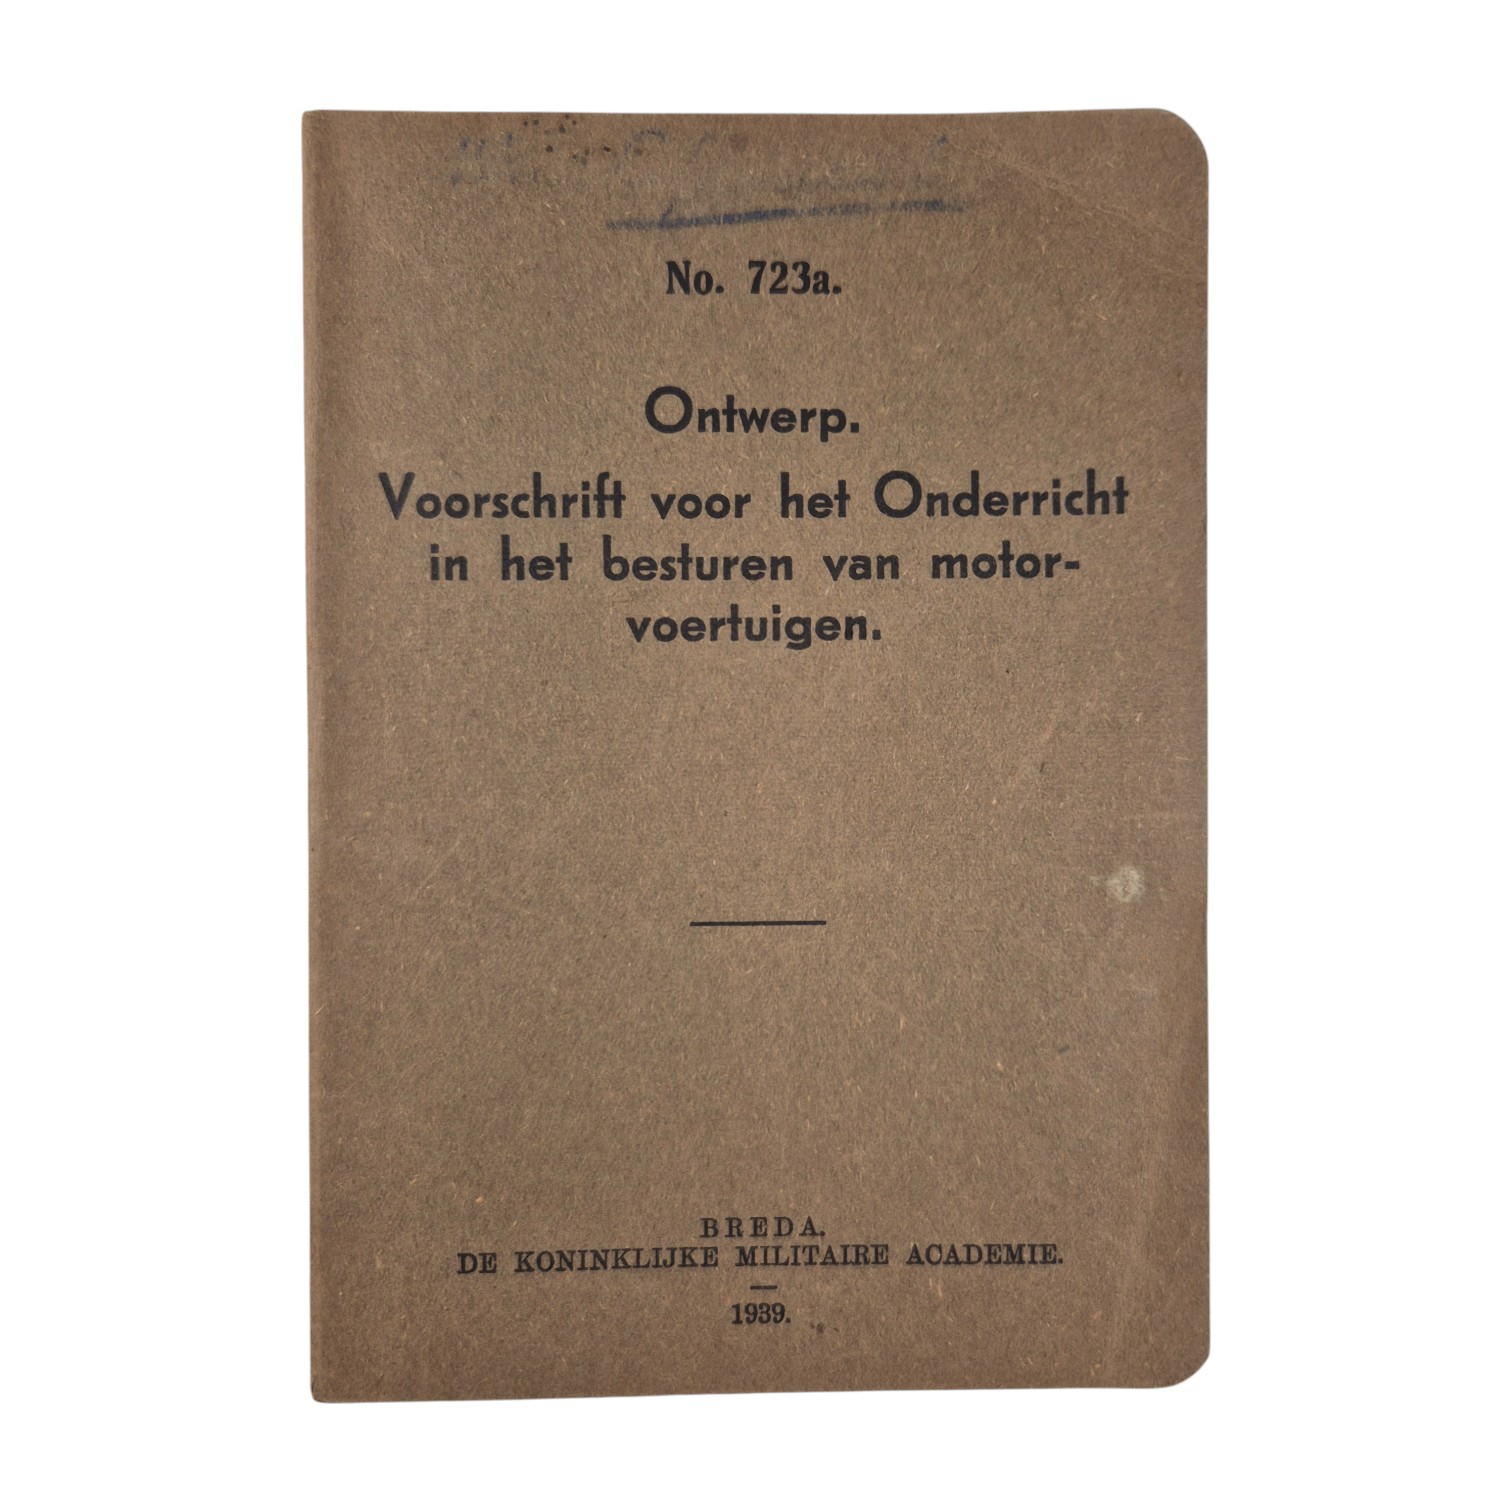 No. 723a.
Ontwerp.
Voorschrift voor het Onderricht
in het besturen van motor-
voertuigen.
BREDA.
DE KONINKLIJKE MILITAIRE ACADEMIE.
1939.